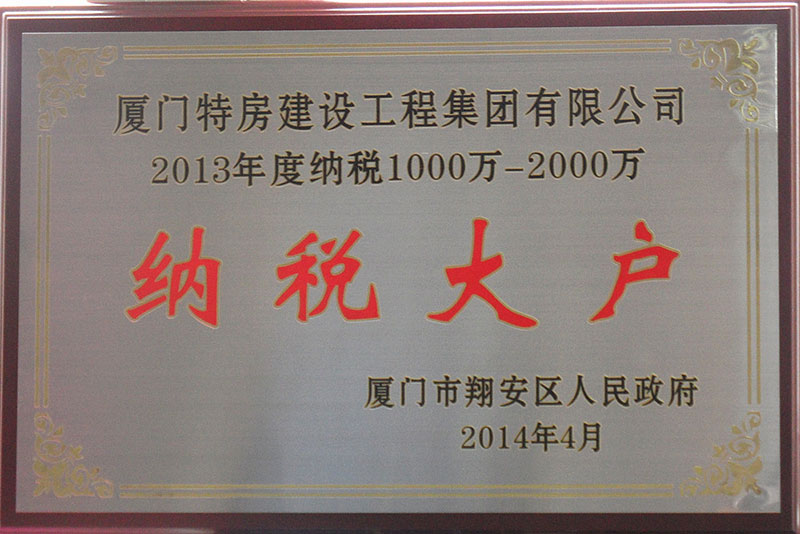 厦门特房建设工程集团有限公司
2013年度纳税1000万-2000万
纳税大户
厦门市翔安区人民政府
2014年4月